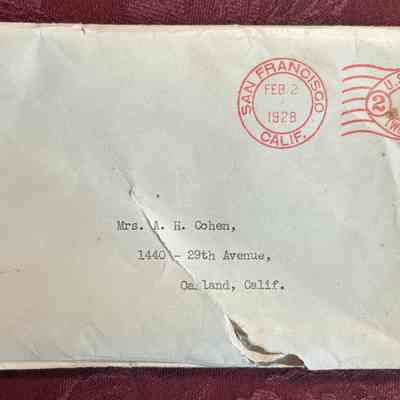 SAN FRANCISCO
FEB 2
1928
CALIF.
U.S
2
Mrs. A. H. Cohen,
1440 - 29th Avenue,
Oakland, Calif.